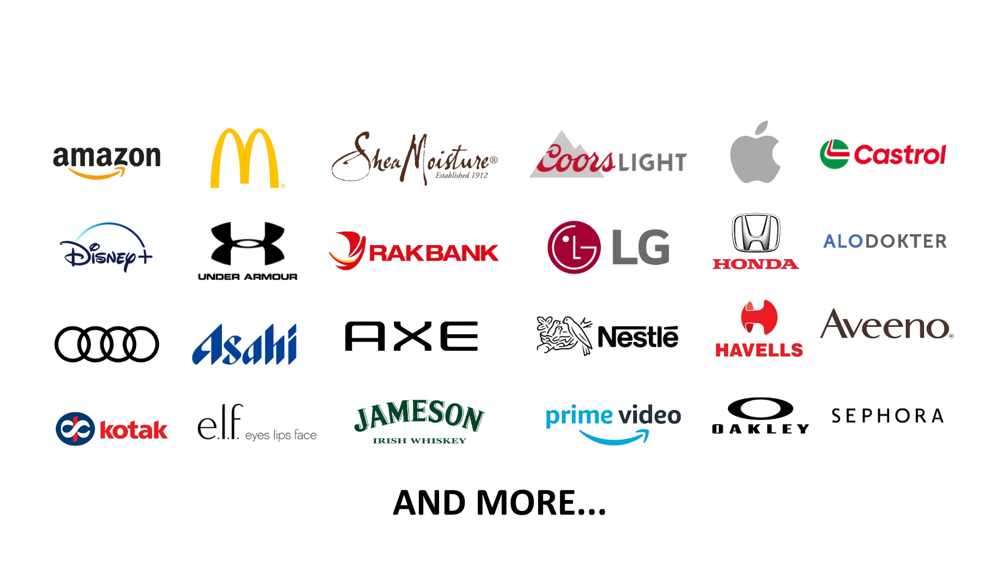 amazon
®
SheaMoisture®
Established 1912
Coors LIGHT
Castrol
Disney+
UNDER ARMOUR
RAKBANK
LG
LG
HONDA
ALODOKTER
Asahi
AXE
Nestlé
HAVELLS
Aveeno®
kotak
e.l.f. eyes lips face
JAMESON
IRISH WHISKEY
prime video
OAKLEY
SEPHORA
AND MORE...